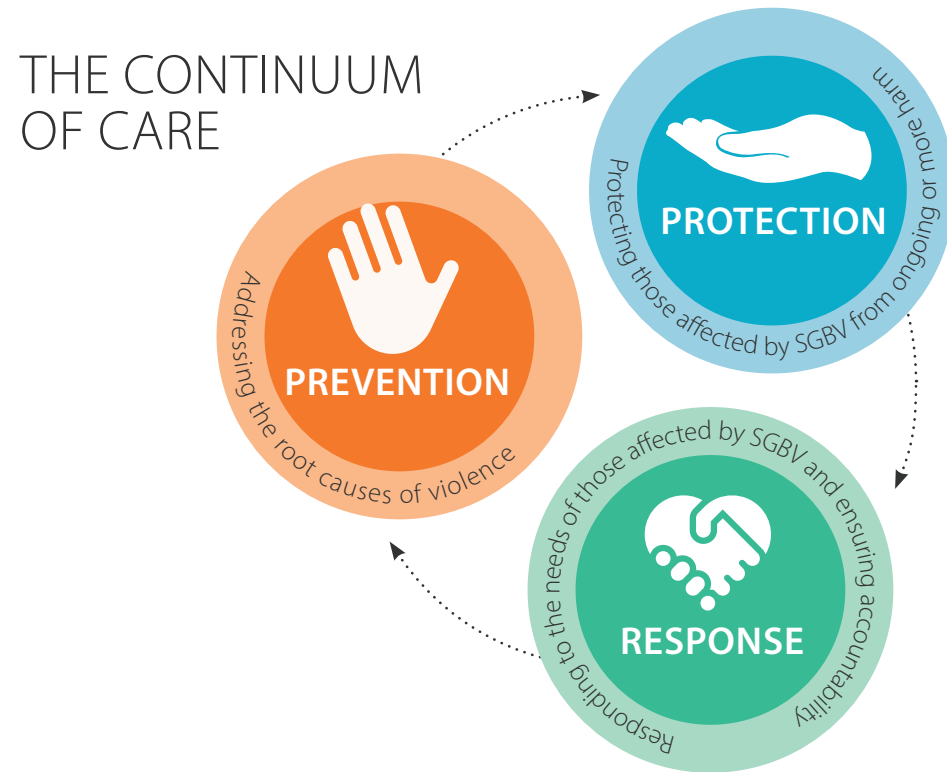 THE CONTINUUM
OF CARE
PREVENTION
Addressing the root causes of violence
PROTECTION
Protecting those affected by SGBV from ongoing or more harm
RESPONSE
Responding to the needs of those affected by SGBV and ensuring accountability